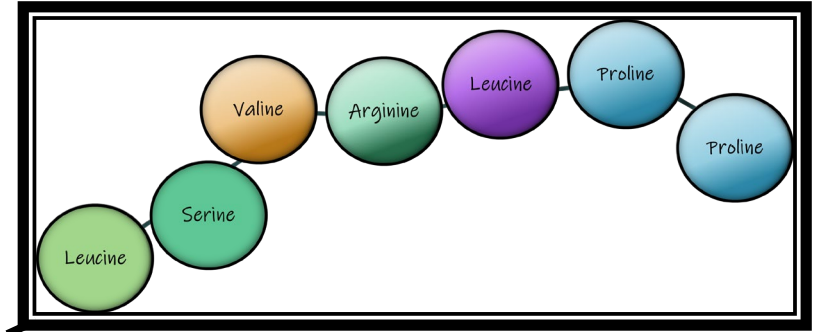 Leucine
Serine
Valine
Arginine
Leucine
Proline
Proline